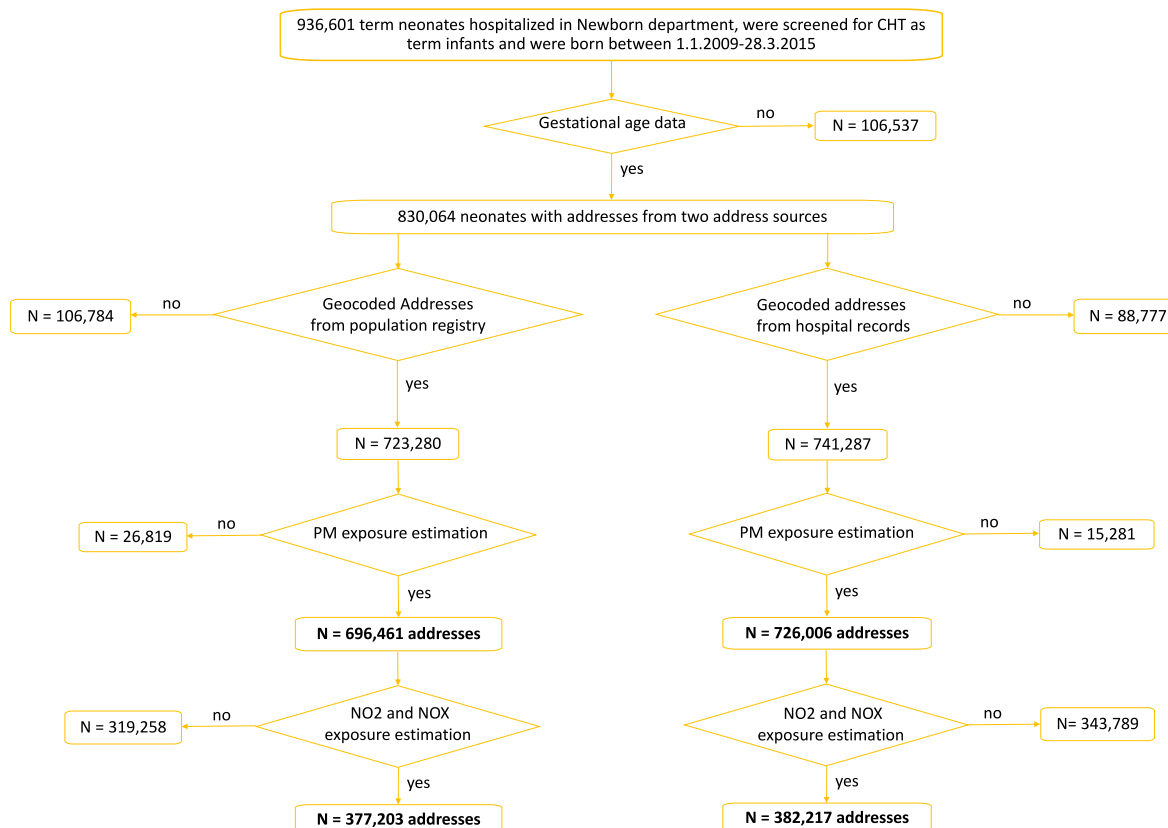 936,601 term neonates hospitalized in Newborn department, were screened for CHT as
term infants and were born between 1.1.2009-28.3.2015
Gestational age data
no
N = 106,537
yes
830,064 neonates with addresses from two address sources
Geocoded Addresses
from population registry
no
N = 106,784
Geocoded addresses
from hospital records
no
N = 88,777
yes
yes
N = 723,280
N = 741,287
PM exposure estimation
no
N = 26,819
PM exposure estimation
no
N = 15,281
yes
yes
N = 696,461 addresses
N = 726,006 addresses
NO2 and NOX
exposure estimation
no
N = 319,258
NO2 and NOX
exposure estimation
no
N= 343,789
yes
yes
N = 377,203 addresses
N = 382,217 addresses